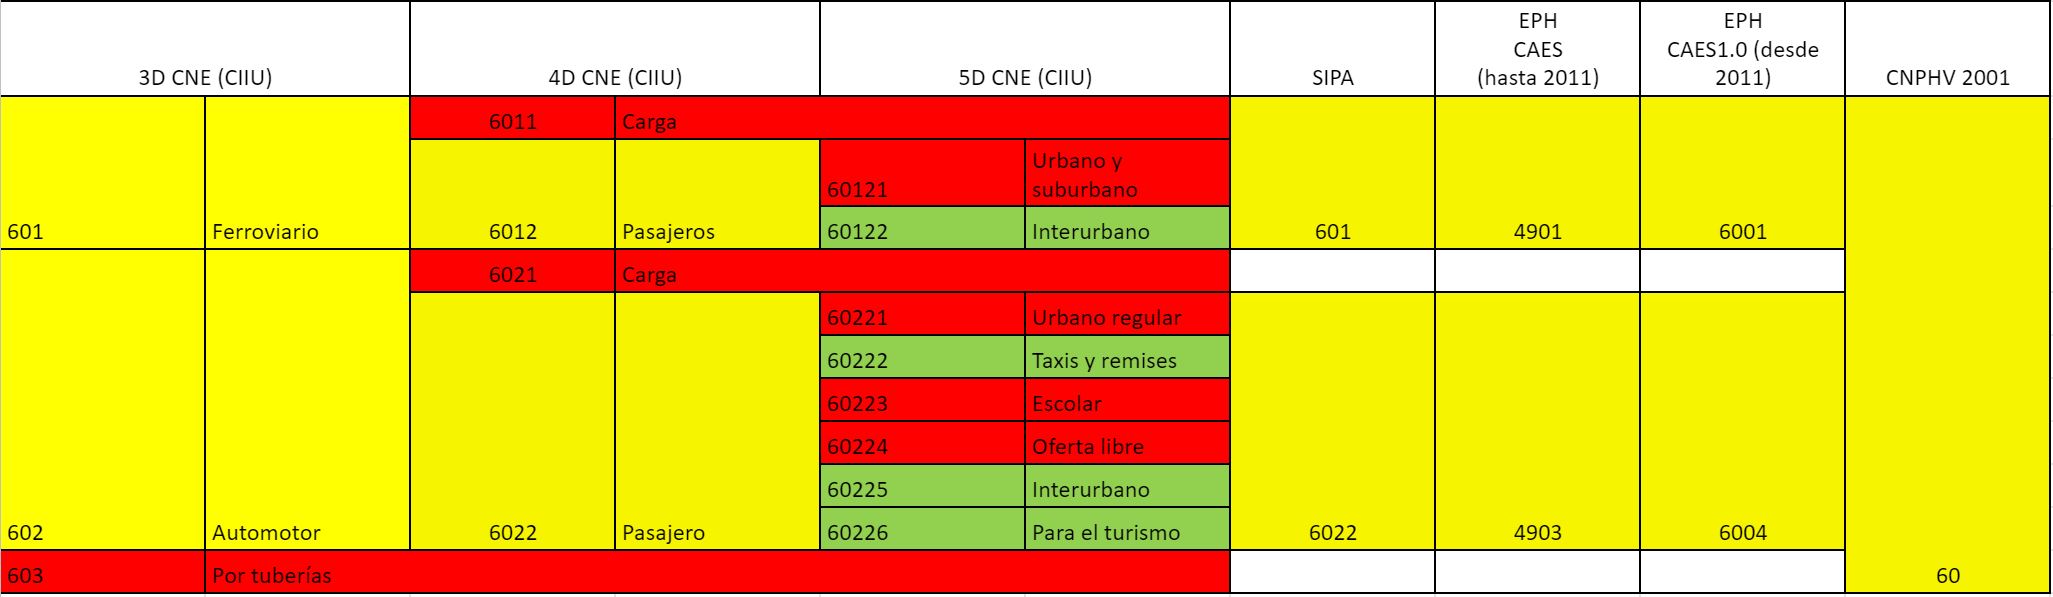 3D CNE (CIIU)
4D CNE (CIIU)
5D CNE (CIIU)
SIPA
EPH
CAES
(hasta 2011)
EPH
CAES1.0 (desde
2011)
CNPHV 2001
6011 Carga
60121 Urbano y
suburbano
601 Ferroviario 6012 Pasajeros 60122 Interurbano 601 4901 6001
6021 Carga
60221 Urbano regular
60222 Taxis y remises
60223 Escolar
60224 Oferta libre
60225 Interurbano
602 Automotor 6022 Pasajero 60226 Para el turismo 6022 4903 6004
603 Por tuberías 60